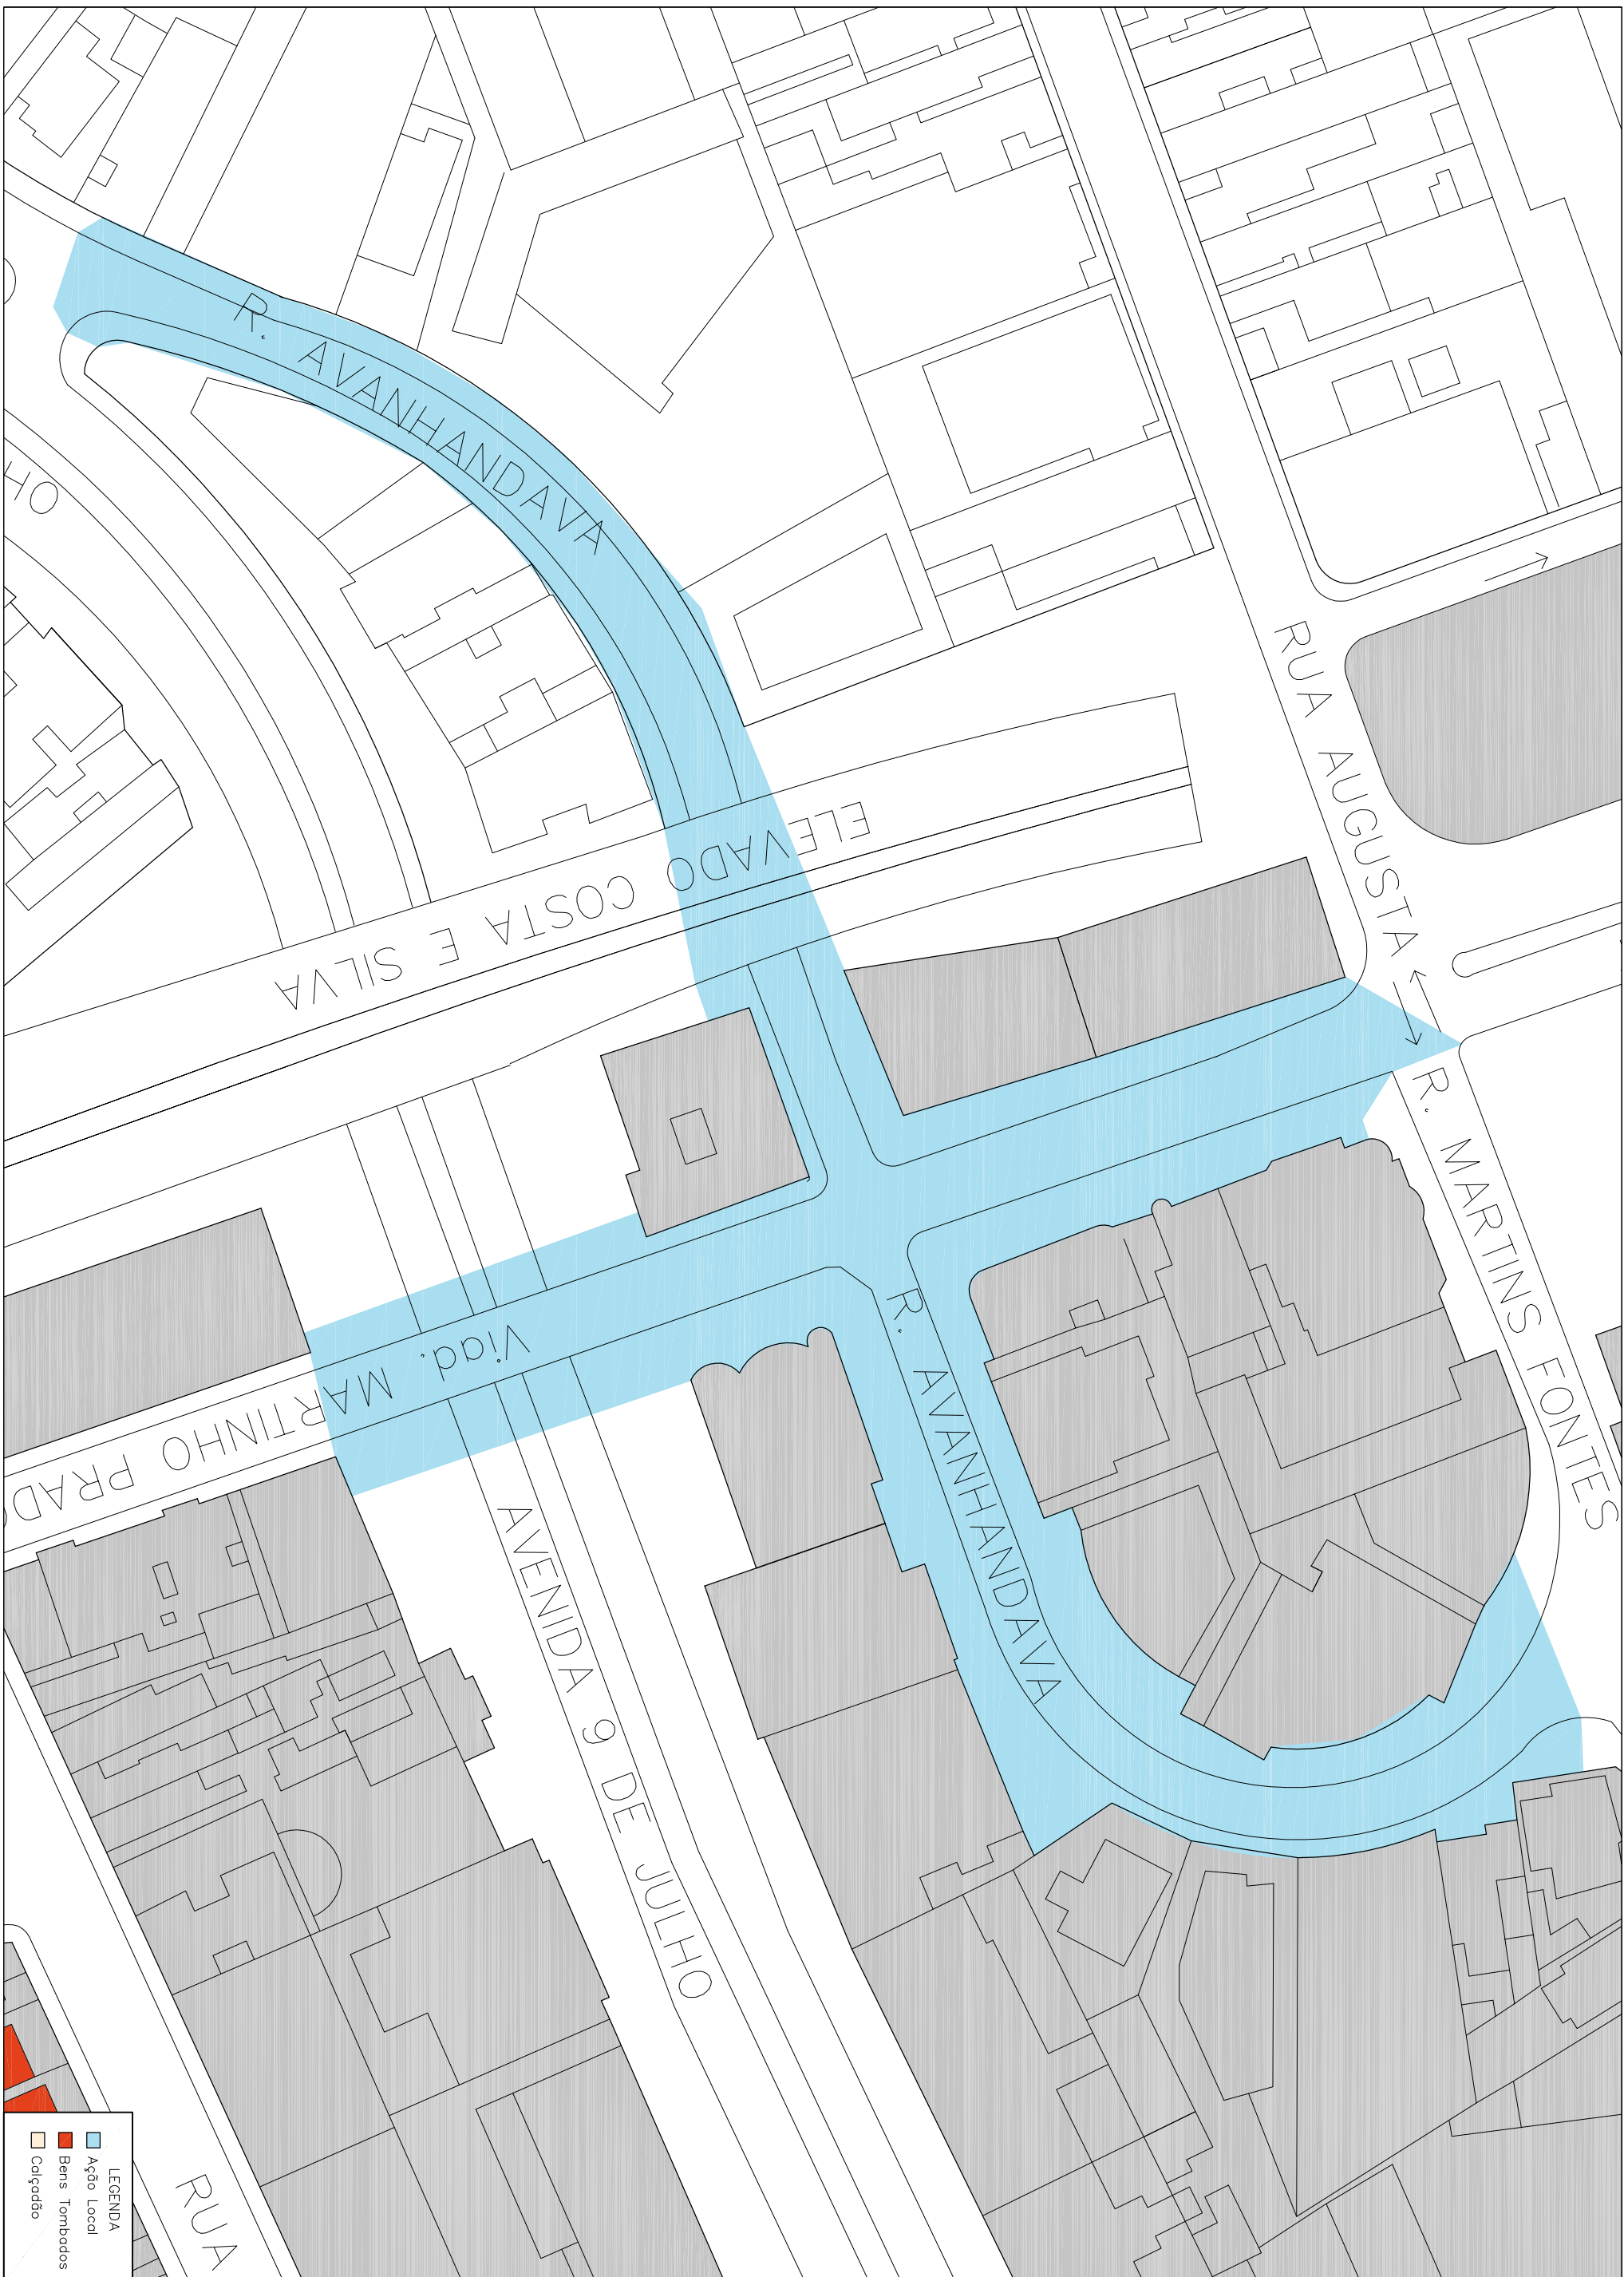 R. AVANHANDAVA
HO
RUA AUGUSTA
ELEVADO COSTA E SILVA
R. MARTINS FONTES
R. AVANHANDAVA
Viad. MARTINHO PRADO
AVENIDA 9 DE JULHO
RUA
LEGENDA
Ação Local
Bens Tombados
Calçadão